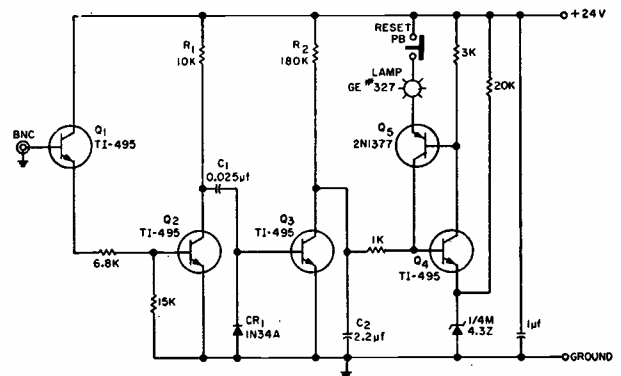 +24V
RESET
PB
R1
10K
R2
180K
3K
LAMP
GE #327
20K
BNC
Q1
TI-495
Q5
2N1377
C1
0.025µf
Q2
TI-495
Q3
TI-495
1K
Q4
TI-495
6.8K
15K
CR1
1N34A
C2
2.2µf
1/4M
4.3Z
1µf
GROUND